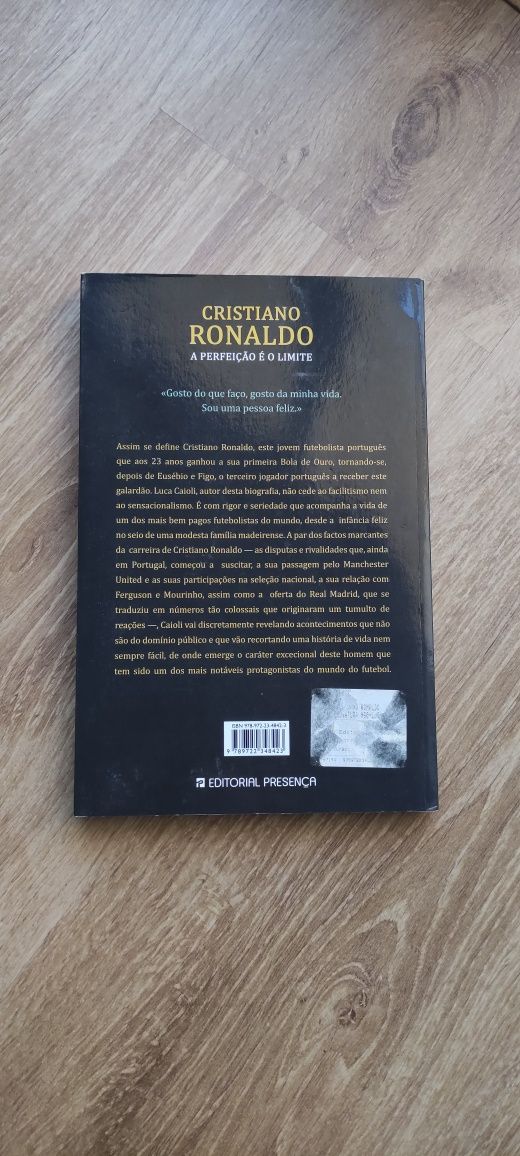 CRISTIANO
RONALDO
A PERFEIÇÃO É O LIMITE
«Gosto do que faço, gosto da minha vida.
Sou uma pessoa feliz.»
Assim se define Cristiano Ronaldo, este jovem futebolista português
que aos 23 anos ganhou a sua primeira Bola de Ouro, tornando-se,
depois de Eusébio e Figo, o terceiro jogador português a receber este
galardão. Luca Caioli, autor desta biografia, não cede ao facilitismo nem
ao sensacionalismo. É com rigor e seriedade que acompanha a vida de
um dos mais bem pagos futebolistas do mundo, desde a infância feliz
no seio de uma modesta família madeirense. A par dos factos marcantes
da carreira de Cristiano Ronaldo — as disputas e rivalidades que, ainda
em Portugal, começou a suscitar, a sua passagem pelo Manchester
United e as suas participações na seleção nacional, a sua relação com
Ferguson e Mourinho, assim como a oferta do Real Madrid, que se
traduziu em números tão colossais que originaram um tumulto de
reações —, Caioli vai discretamente revelando acontecimentos que não
são do domínio público e que vão recortando uma história de vida nem
sempre fácil, de onde emerge o caráter excecional deste homem que
tem sido um dos mais notáveis protagonistas do mundo do futebol.
ISBN 978-972-23-4842-3
9 789722 348423
EDITORIAL PRESENÇA